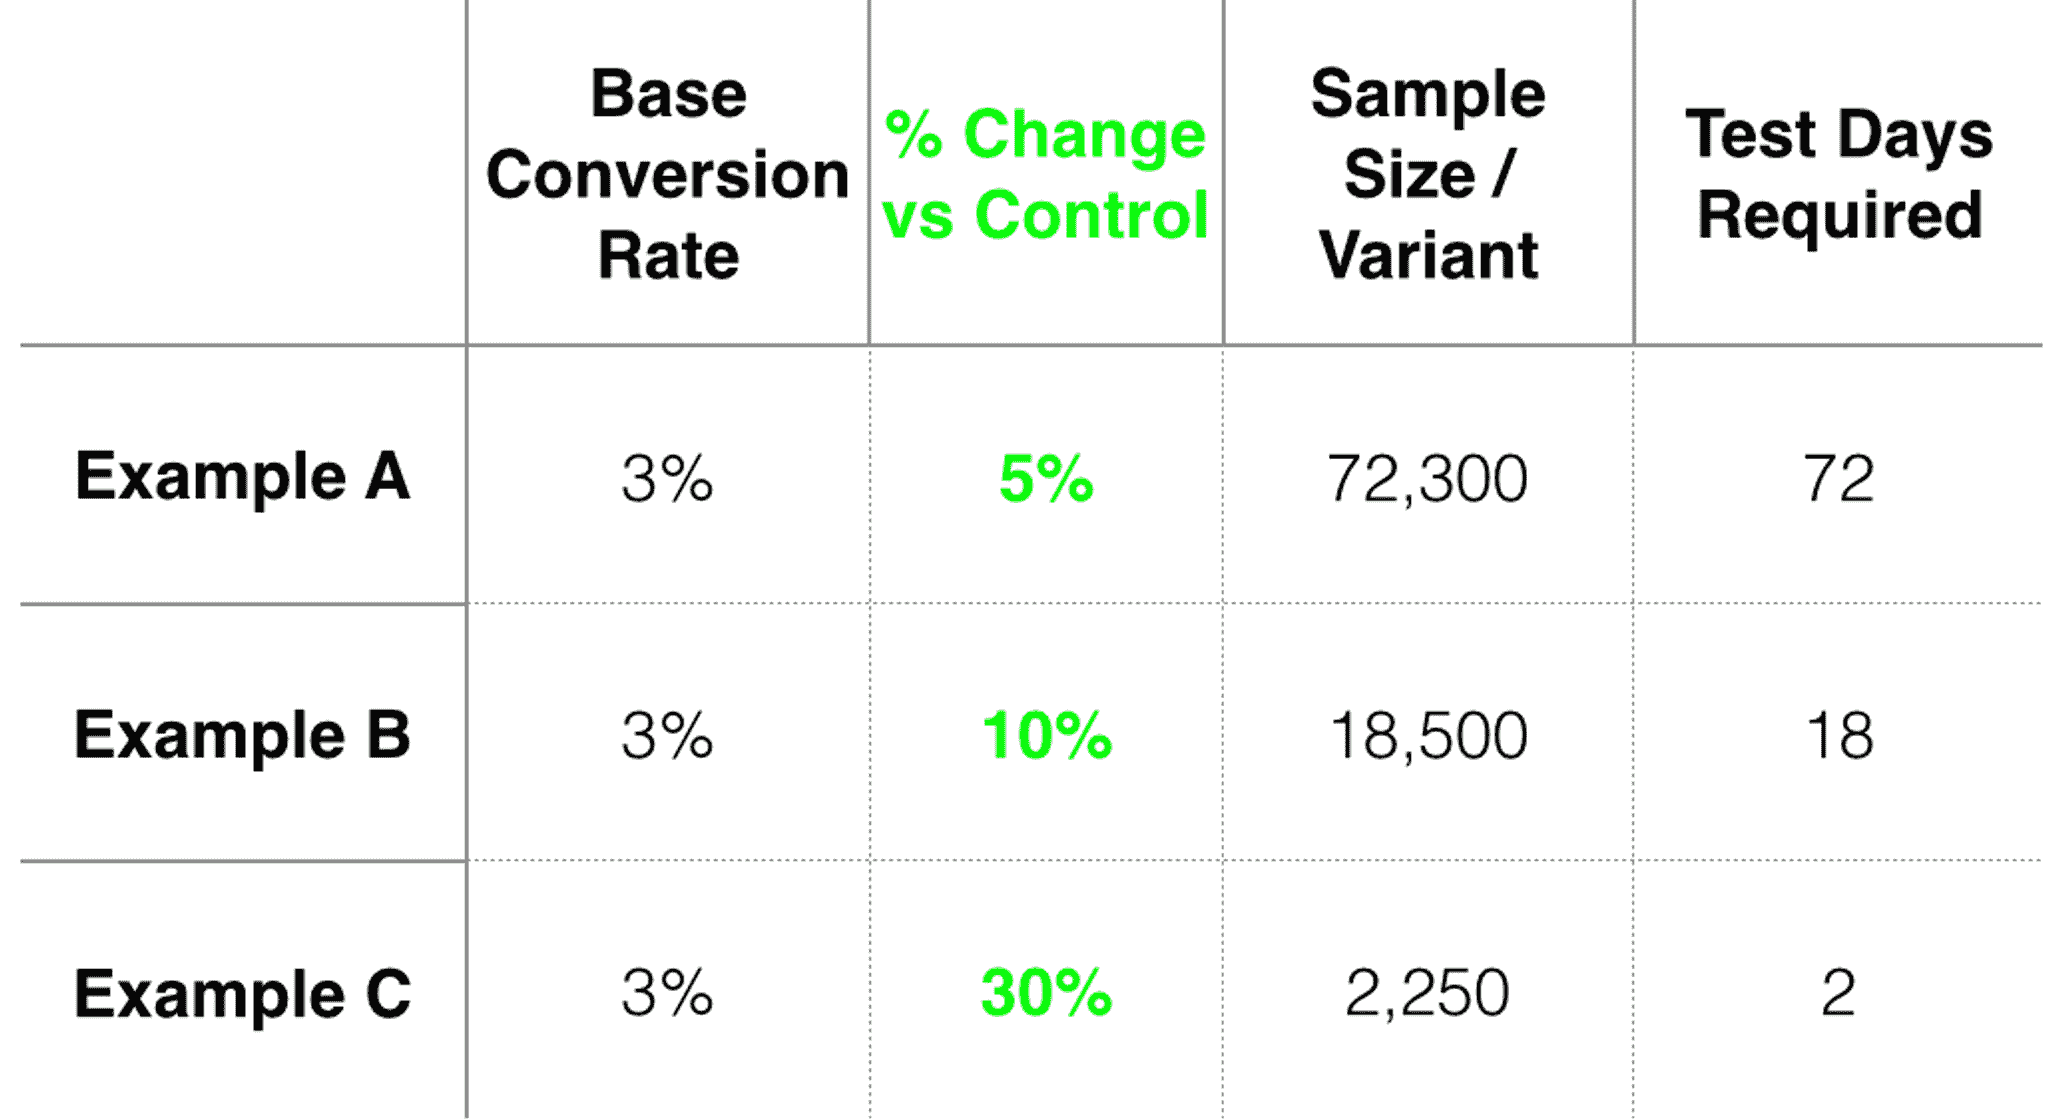 Base
Conversion
Rate
% Change
vs Control
Sample
Size /
Variant
Test Days
Required
Example A
3%
5%
72,300
72
Example B
3%
10%
18,500
18
Example C
3%
30%
2,250
2